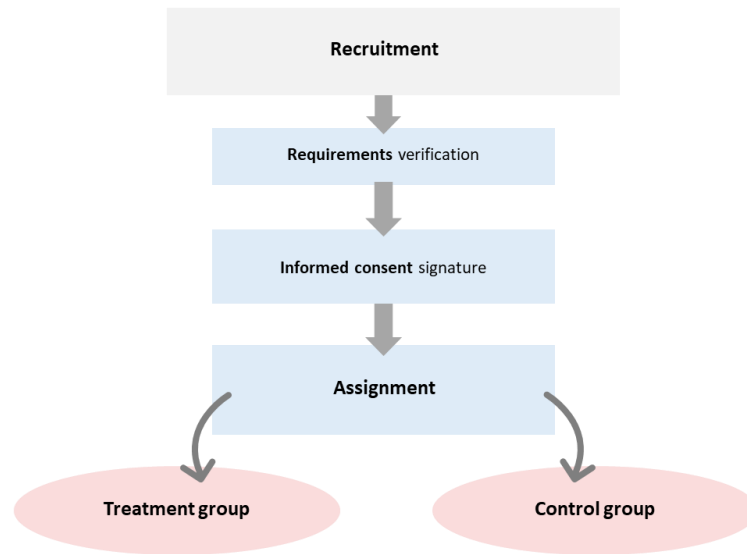 Recruitment
Requirements verification
Informed consent signature
Assignment
Treatment group
Control group